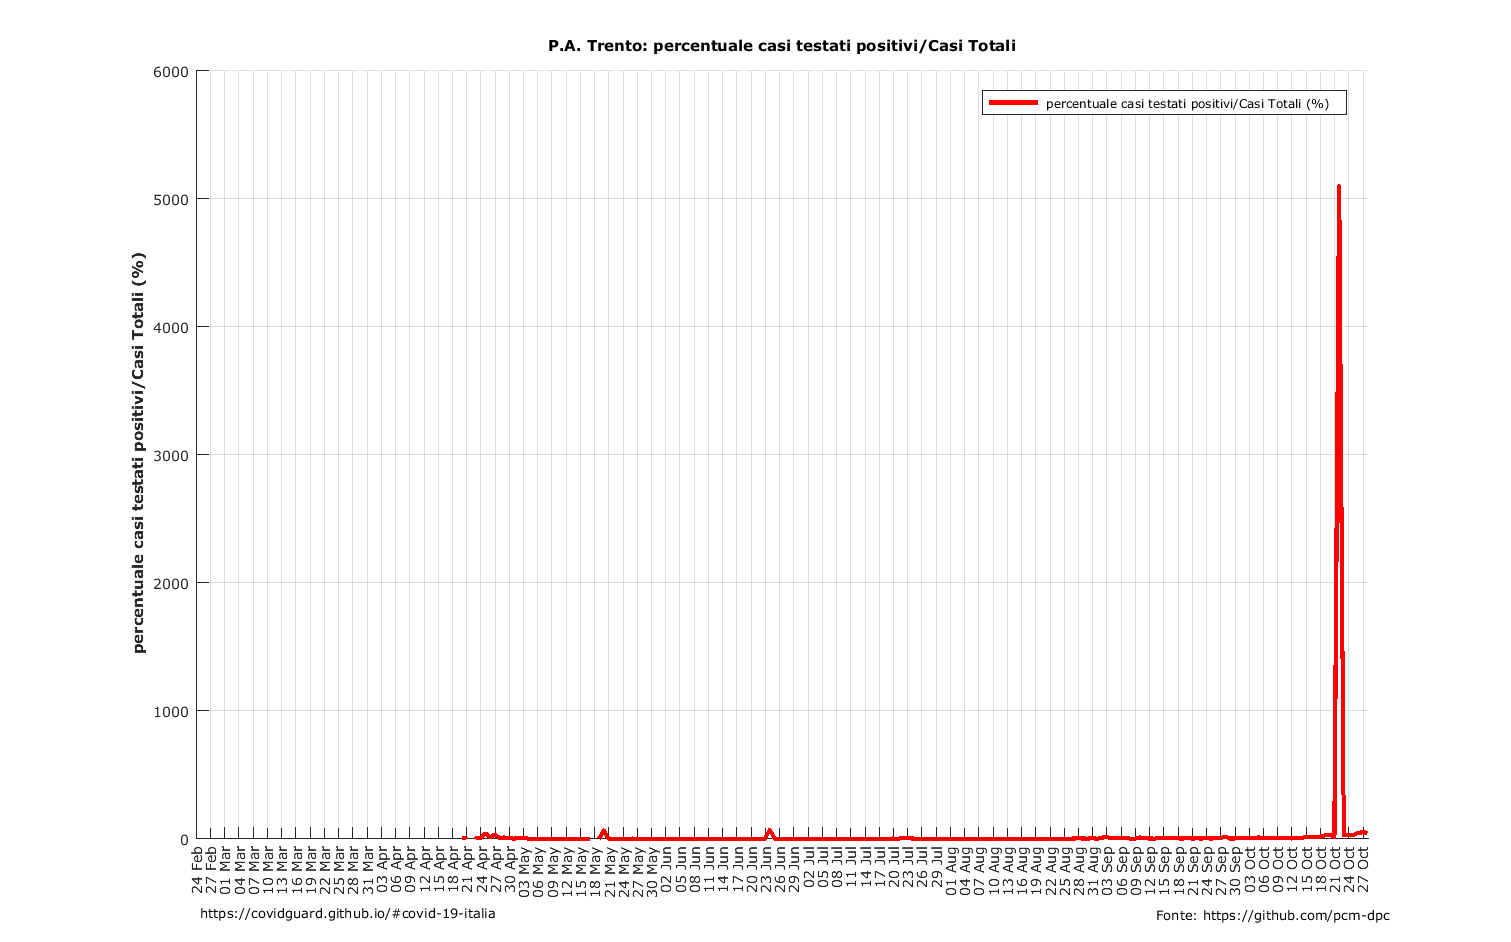 P.A. Trento: percentuale casi testati positivi/Casi Totali
percentuale casi testati positivi/Casi Totali (%)
percentuale casi testati positivi/Casi Totali (%)
6000
5000
4000
3000
2000
1000
0
24 Feb
27 Feb
01 Mar
04 Mar
07 Mar
10 Mar
13 Mar
16 Mar
19 Mar
22 Mar
25 Mar
28 Mar
31 Mar
03 Apr
06 Apr
09 Apr
12 Apr
15 Apr
18 Apr
21 Apr
24 Apr
27 Apr
30 Apr
03 May
06 May
09 May
12 May
15 May
18 May
21 May
24 May
27 May
30 May
02 Jun
05 Jun
08 Jun
11 Jun
14 Jun
17 Jun
20 Jun
23 Jun
26 Jun
29 Jun
02 Jul
05 Jul
08 Jul
11 Jul
14 Jul
17 Jul
20 Jul
23 Jul
26 Jul
29 Jul
01 Aug
04 Aug
07 Aug
10 Aug
13 Aug
16 Aug
19 Aug
22 Aug
25 Aug
28 Aug
31 Aug
03 Sep
06 Sep
09 Sep
12 Sep
15 Sep
18 Sep
21 Sep
24 Sep
27 Sep
30 Sep
03 Oct
06 Oct
09 Oct
12 Oct
15 Oct
18 Oct
21 Oct
24 Oct
27 Oct
https://covidguard.github.io/#covid-19-italia
Fonte: https://github.com/pcm-dpc